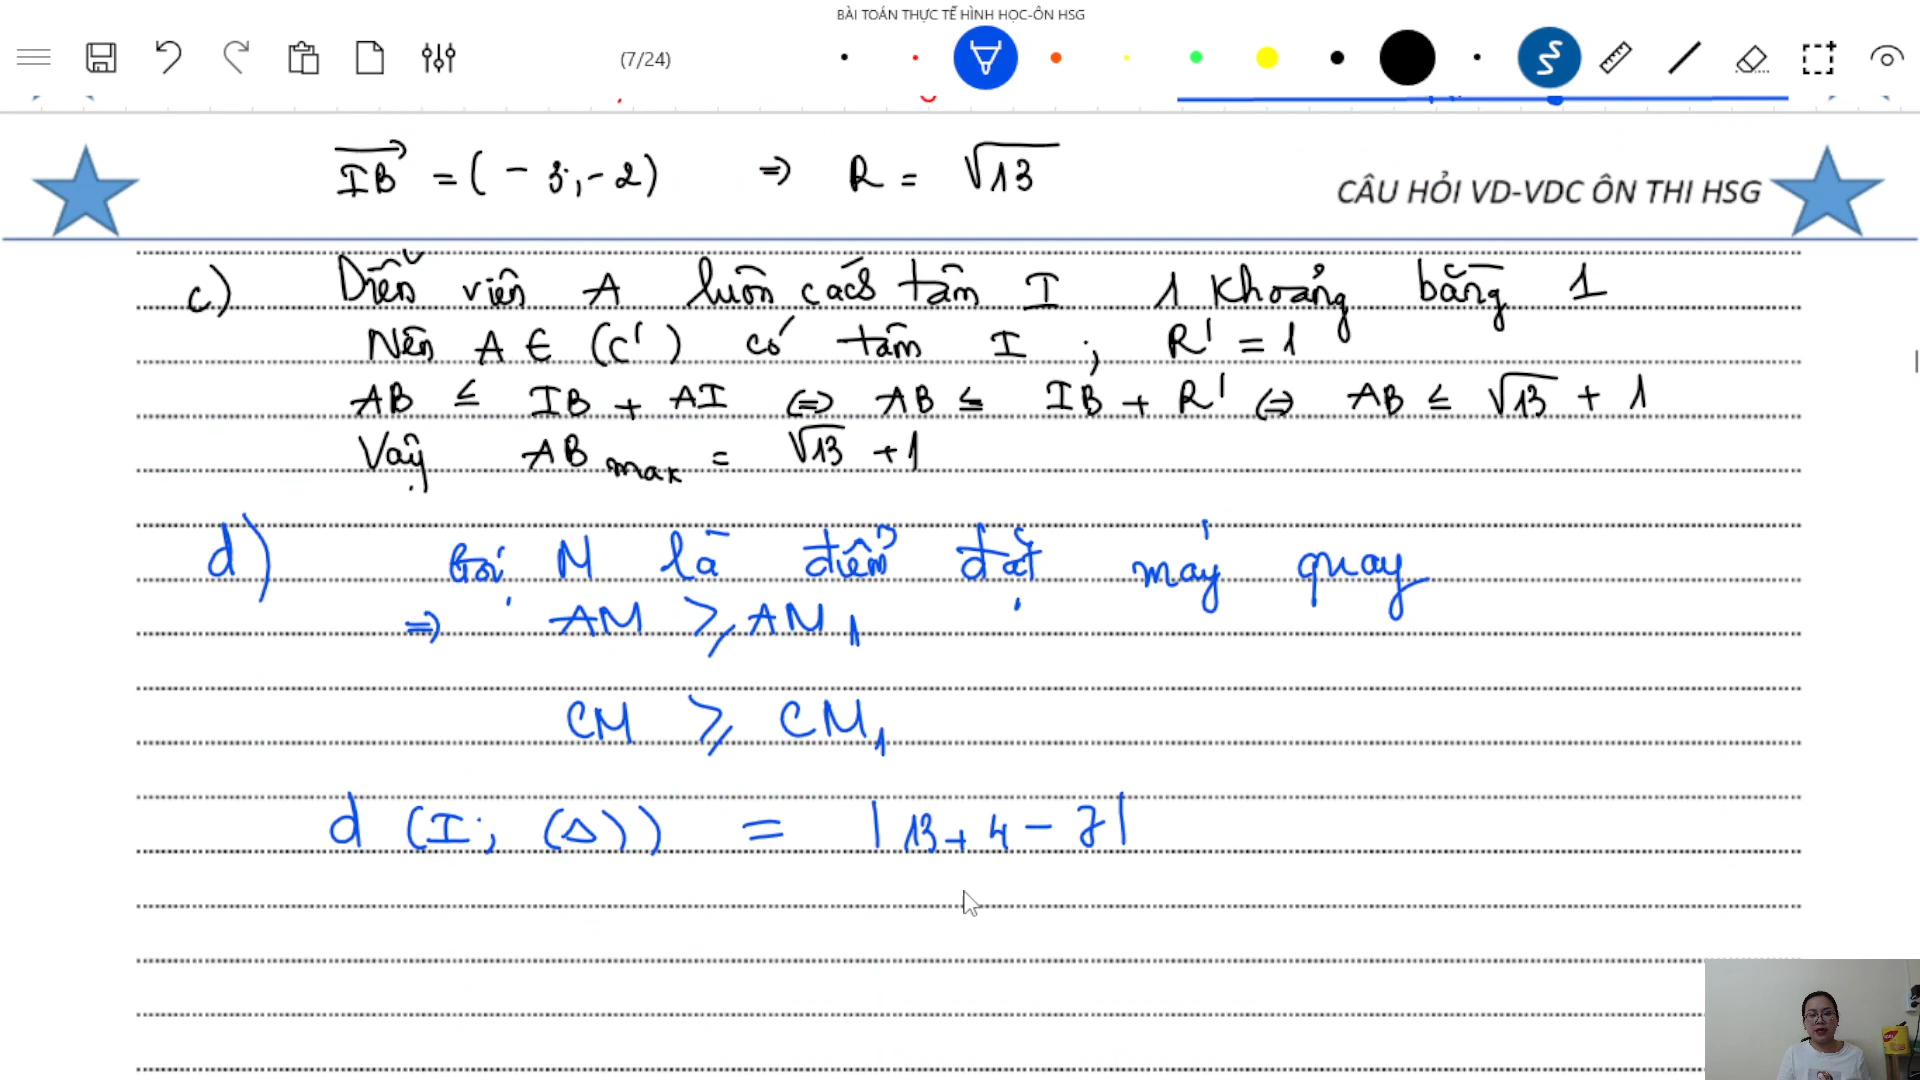 BÀI TOÁN THỰC TẾ HÌNH HỌC-ÔN HSG
(7/24)
IB = (-3; -2) => R = √13
CÂU HỎI VD-VDC ÔN THI HSG
c) Diễn viên A luôn cách tâm I 1 khoảng bằng 1
Nên A ∈ (C') có tâm I ; R' = 1
AB ≤ IB + AI <=> AB ≤ IB + R' <=> AB ≤ √13 + 1
Vậy AB max = √13 + 1
d) Gọi M là điểm đặt máy quay
=> AM ≥ AM1
CM ≥ CM1
d (I; (Δ)) = |13 + 4 - 7|